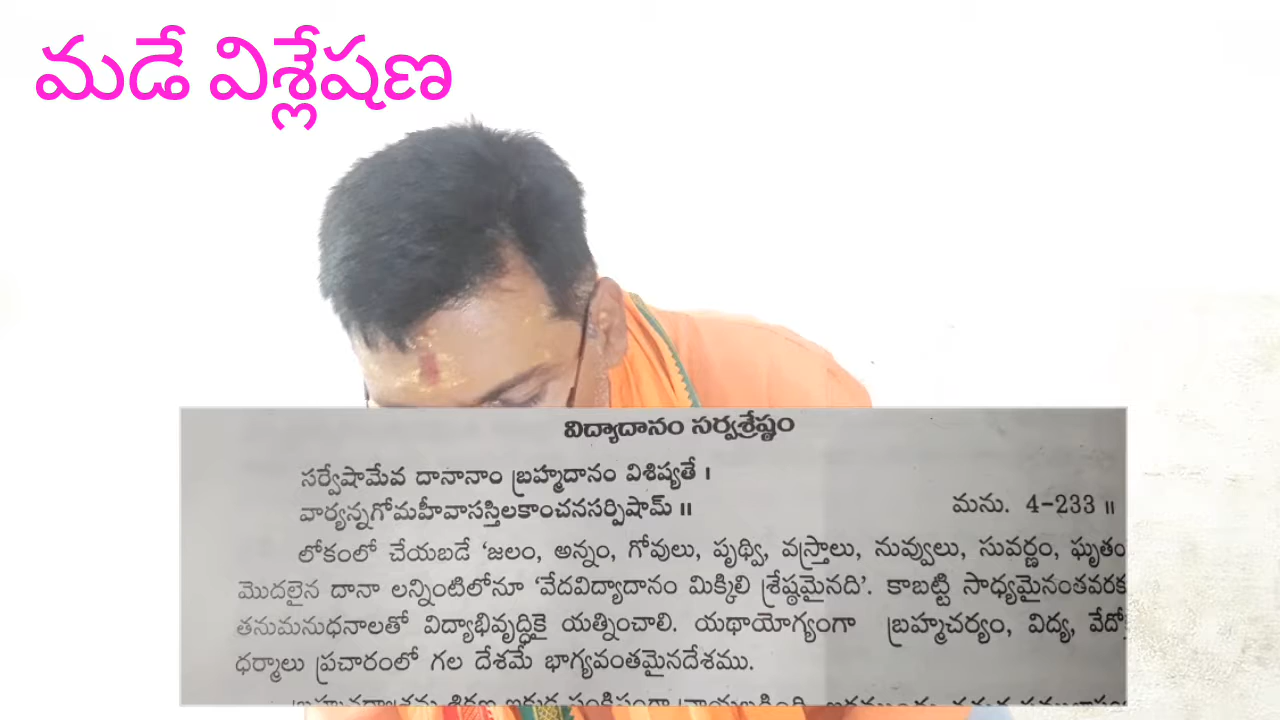 మడే విశ్లేషణ
విద్యాదానం సర్వశ్రేష్ఠం
సర్వేషామేవ దానానాం బ్రహ్మదానం విశిష్యతే ।
వార్యన్నగోమహీవాసస్తిలకాంచనసర్పిషామ్ ॥ మను. 4-233 ॥
లోకంలో చేయబడే ‘జలం, అన్నం, గోవులు, పృథ్వి, వస్త్రాలు, నువ్వులు, సువర్ణం, ఘృతం
మొదలైన దానా లన్నింటిలోనూ ‘వేదవిద్యాదానం మిక్కిలి శ్రేష్ఠమైనది’. కాబట్టి సాధ్యమైనంతవరక
తనుమనుధనాలతో విద్యాభివృద్ధికై యత్నించాలి. యథాయోగ్యంగా బ్రహ్మచర్యం, విద్య,
ధర్మాలు ప్రచారంలో గల దేశమే భాగ్యవంతమైనదేశము.